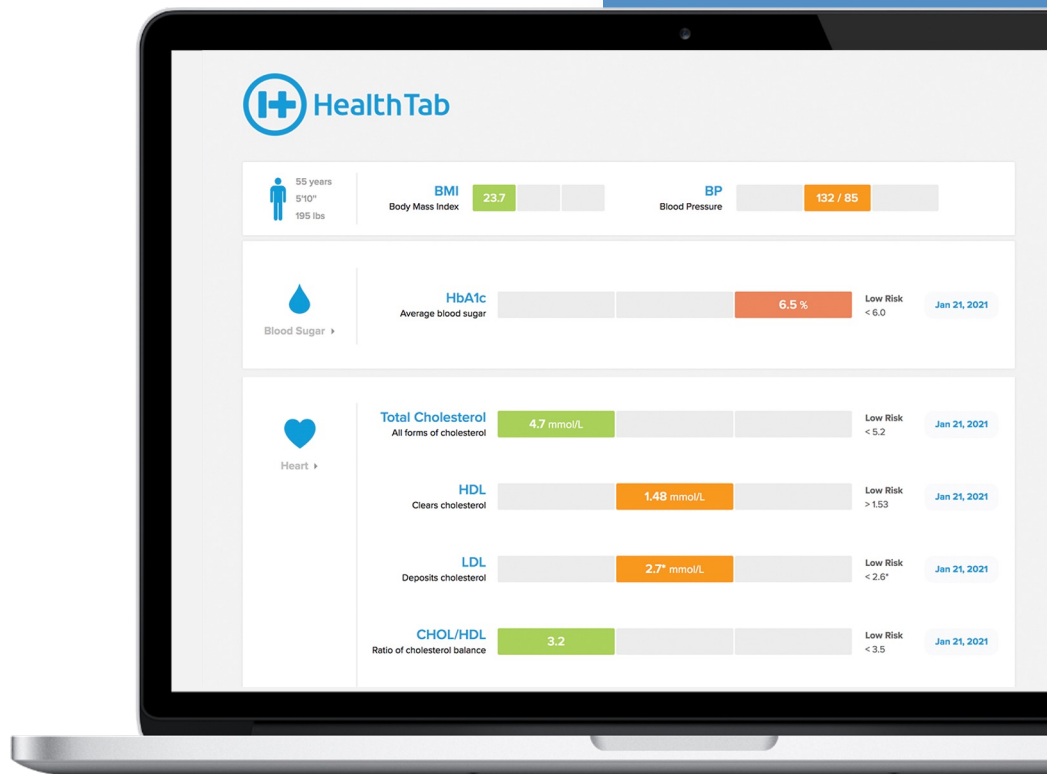 HealthTab
55 years
5'10"
195 lbs
BMI
Body Mass Index
23.7
BP
Blood Pressure
132 / 85
Blood Sugar
HbA1c
Average blood sugar
6.5 %
Low Risk
< 6.0
Jan 21, 2021
Heart
Total Cholesterol
All forms of cholesterol
4.7 mmol/L
Low Risk
< 5.2
Jan 21, 2021
HDL
Clears cholesterol
1.48 mmol/L
Low Risk
> 1.53
Jan 21, 2021
LDL
Deposits cholesterol
2.7* mmol/L
Low Risk
< 2.6*
Jan 21, 2021
CHOL/HDL
Ratio of cholesterol balance
3.2
Low Risk
< 3.5
Jan 21, 2021